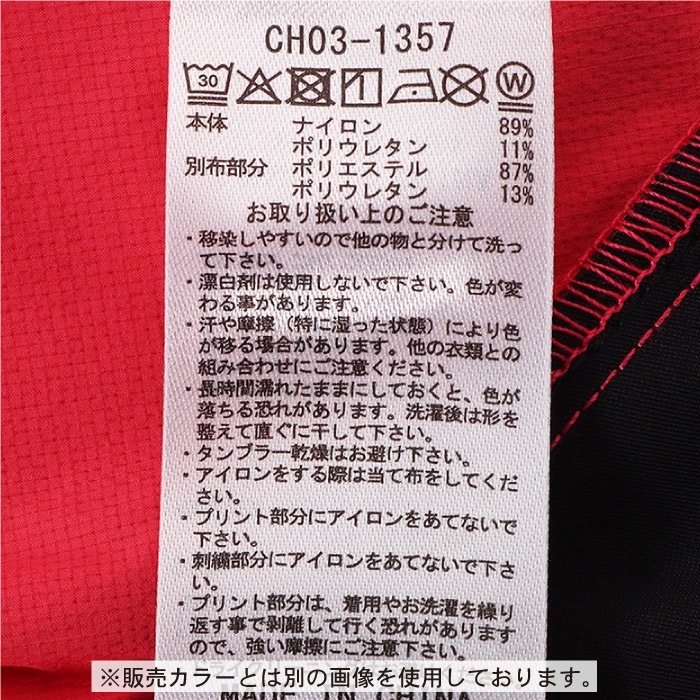 CH03-1357
30 W
本体 ナイロン 89%
ポリウレタン 11%
別布部分 ポリエステル 87%
ポリウレタン 13%
お取り扱い上のご注意
・移染しやすいので他の物と分けて洗っ
て下さい。
・漂白剤は使用しないで下さい。色が変
わる事があります。
・汗や摩擦（特に湿った状態）により色
が移る場合があります。他の衣類との
組み合わせにご注意ください。
・長時間濡れたままにしておくと、色が
落ちる恐れがあります。洗濯後は形を
整えて直ぐに干して下さい。
・タンブラー乾燥はお避け下さい。
・アイロンをする際は当て布をしてくだ
さい。
・プリント部分にアイロンをあてないで
下さい。
・刺繍部分にアイロンをあてないで下さ
い。
・プリント部分は、着用やお洗濯を繰り
返す事で剥離して行く恐れがあります
ので、強い摩擦にご注意下さい。
MADE IN CHINA
※販売カラーとは別の画像を使用しております。